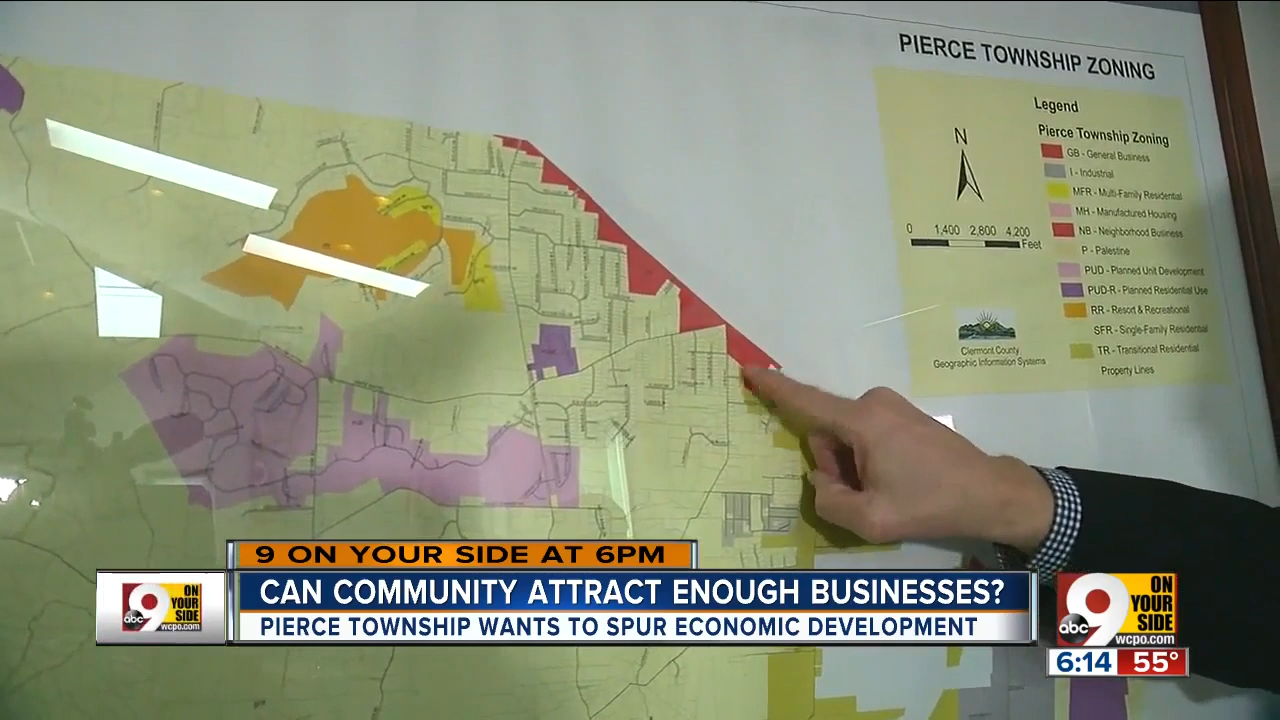 PIERCE TOWNSHIP ZONING
Legend
Pierce Township Zoning
N
GB - General Business
I - Industrial
MFR - Multi-Family Residential
MH - Manufactured Housing
NB - Neighborhood Business
P - Palestine
PUD - Planned Unit Development
PUD-R - Planned Residential Use
RR - Resort & Recreational
SFR - Single-Family Residential
TR - Transitional Residential
Property Lines
0 1,400 2,800 4,200
Feet
Clermont County
Geographic Information Systems
9 ON YOUR SIDE AT 6PM
CAN COMMUNITY ATTRACT ENOUGH BUSINESSES?
PIERCE TOWNSHIP WANTS TO SPUR ECONOMIC DEVELOPMENT
abc 9 ON YOUR SIDE
wcpo.com
abc 9 ON YOUR SIDE
wcpo.com
6:14 55°